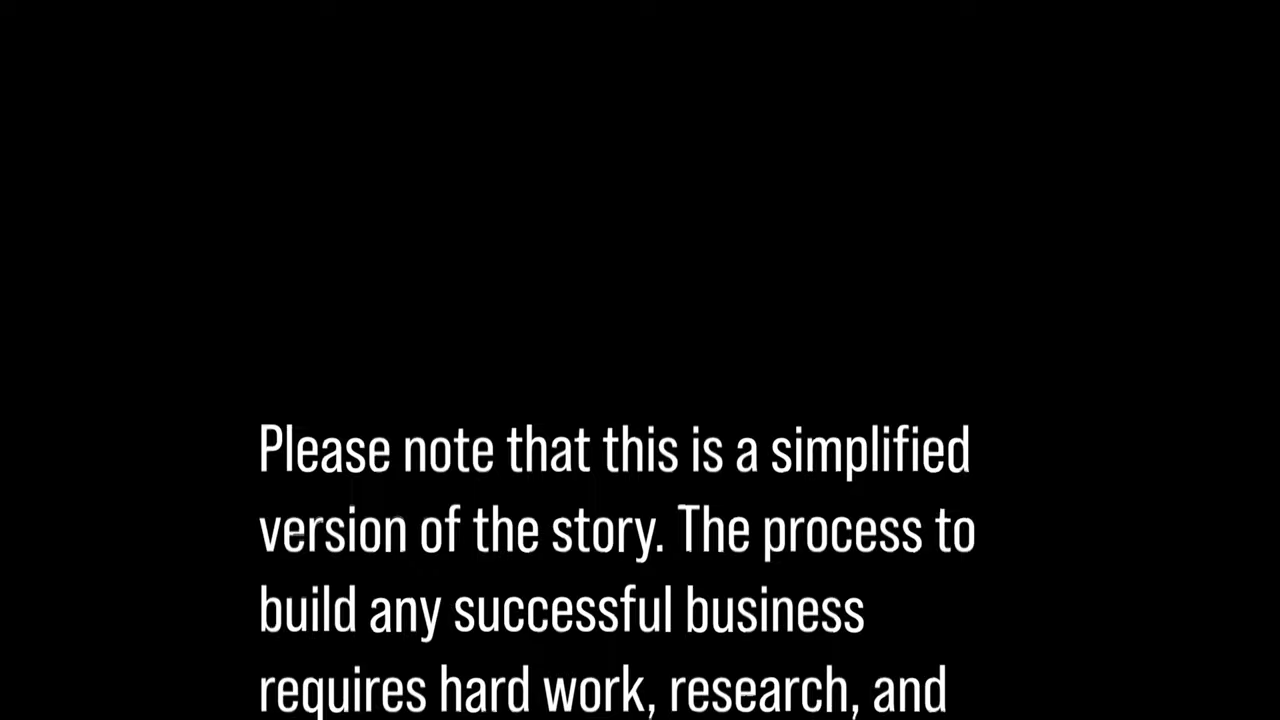 Please note that this is a simplified
version of the story. The process to
build any successful business
requires hard work, research, and